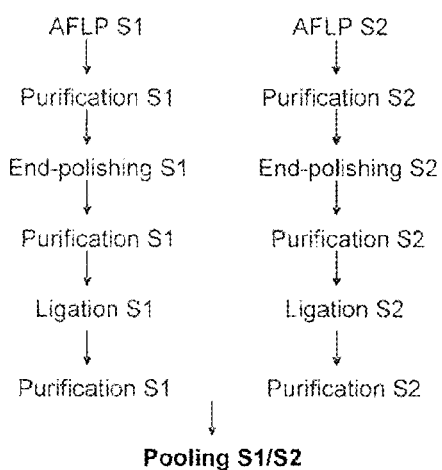 AFLP S1 AFLP S2
Purification S1 Purification S2
End-polishing S1 End-polishing S2
Purification S1 Purification S2
Ligation S1 Ligation S2
Purification S1 Purification S2
Pooling S1/S2